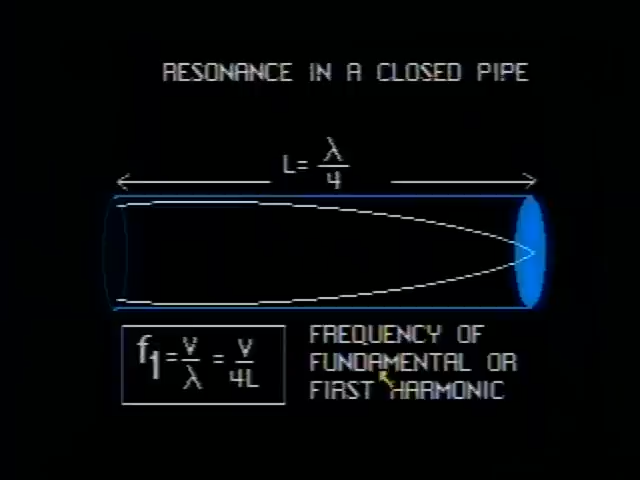 RESONANCE IN A CLOSED PIPE
L= λ/4
f₁ = v/λ = v/4L
FREQUENCY OF
FUNDAMENTAL OR
FIRST HARMONIC